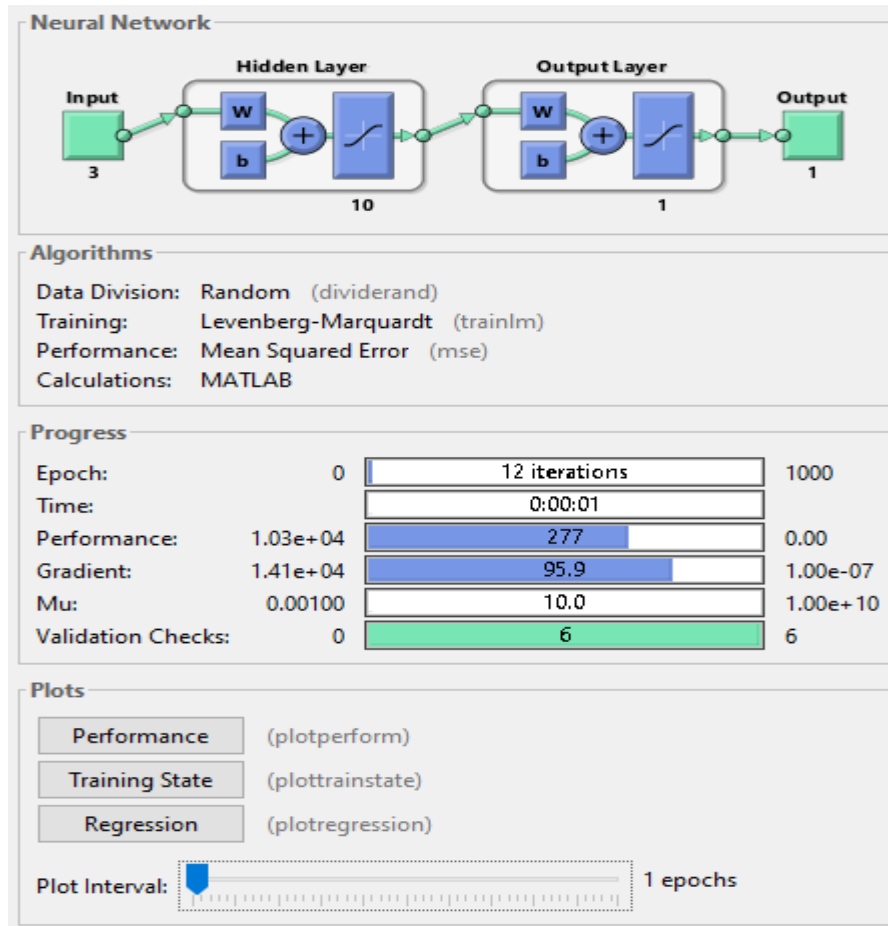 Neural Network
Hidden Layer Output Layer
Input Output
W W
+ +
b b
3 1
10 1
Algorithms
Data Division: Random (dividerand)
Training: Levenberg-Marquardt (trainlm)
Performance: Mean Squared Error (mse)
Calculations: MATLAB
Progress
Epoch: 0 12 iterations 1000
Time: 0:00:01
Performance: 1.03e+04 277 0.00
Gradient: 1.41e+04 95.9 1.00e-07
Mu: 0.00100 10.0 1.00e+10
Validation Checks: 0 6 6
Plots
Performance (plotperform)
Training State (plottrainstate)
Regression (plotregression)
Plot Interval: 1 epochs